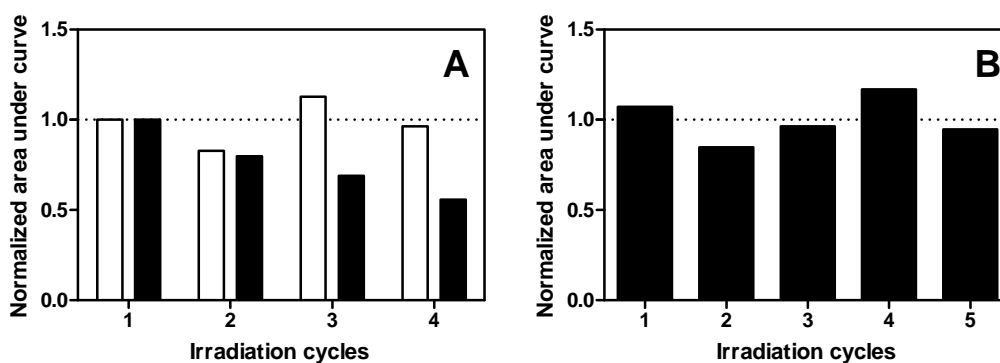 A
Normalized area under curve
1.5
1.0
0.5
0.0
1 2 3 4
Irradiation cycles
B
Normalized area under curve
1.5
1.0
0.5
0.0
1 2 3 4 5
Irradiation cycles